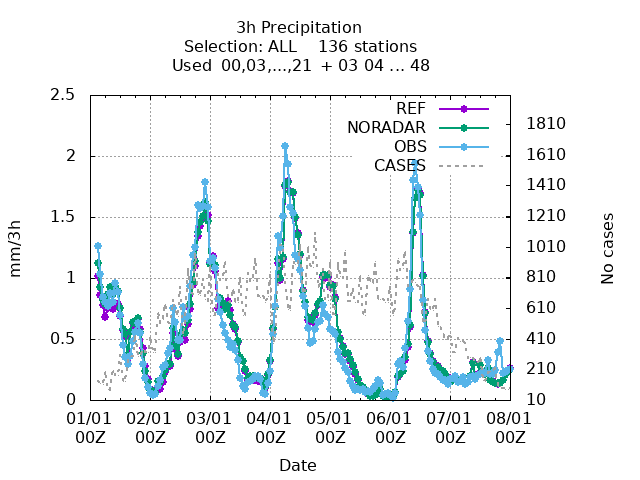 3h Precipitation
Selection: ALL    136 stations
Used  00,03,...,21  + 03 04 ... 48
REF
NORADAR
OBS
CASES
mm/3h
2.5
2
1.5
1
0.5
0
No cases
1810
1610
1410
1210
1010
810
610
410
210
10
01/01 02/01 03/01 04/01 05/01 06/01 07/01 08/01
00Z 00Z 00Z 00Z 00Z 00Z 00Z 00Z
Date